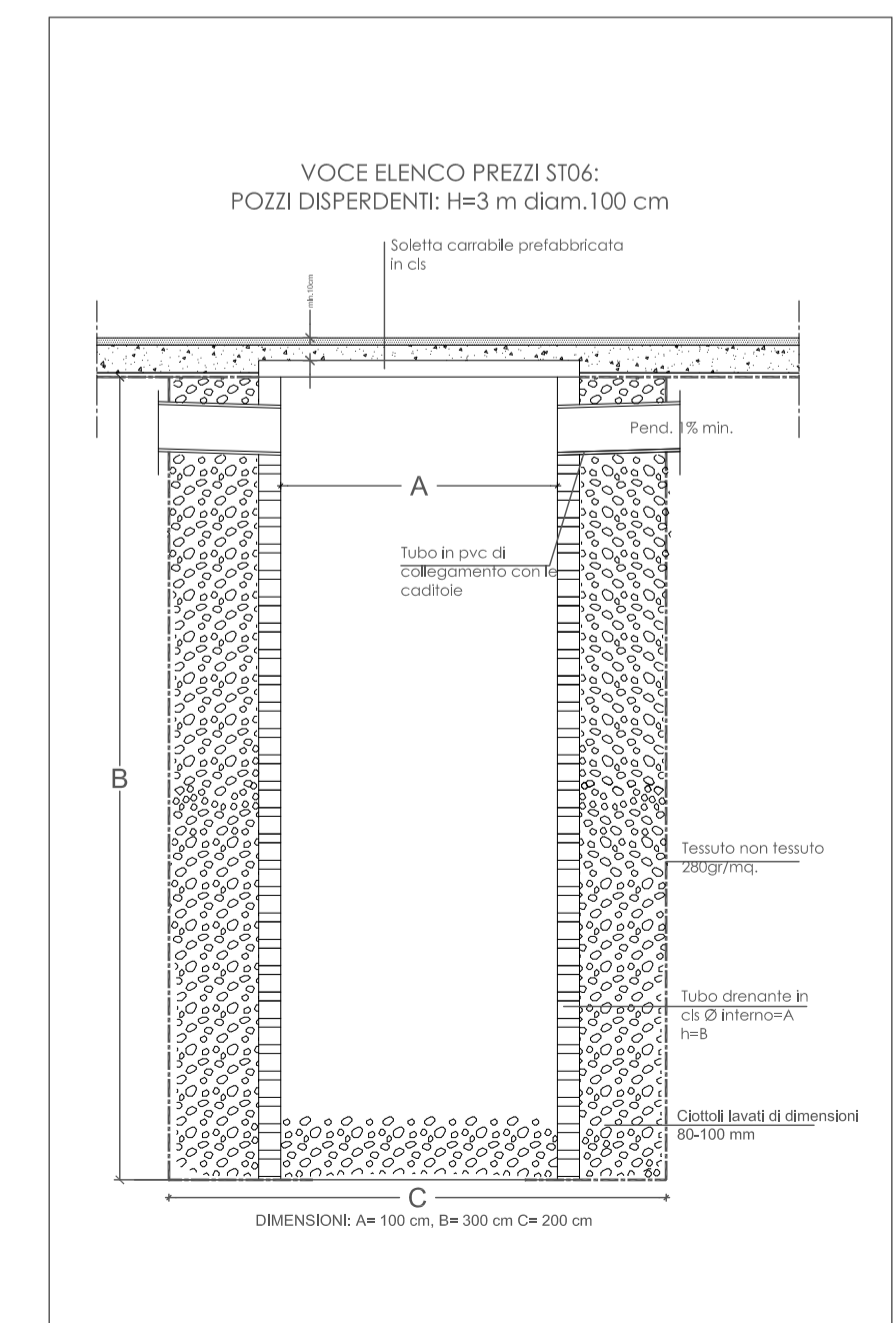 VOCE ELENCO PREZZI ST06:
POZZI DISPERDENTI: H=3 m diam.100 cm
Soletta carrabile prefabbricata
in cls
min.10cm
Pend. 1% min.
A
Tubo in pvc di
collegamento con le
caditoie
B
Tessuto non tessuto
280gr/mq.
Tubo drenante in
cls Ø interno=A
h=B
Ciottoli lavati di dimensioni
80-100 mm
C
DIMENSIONI: A= 100 cm, B= 300 cm C= 200 cm